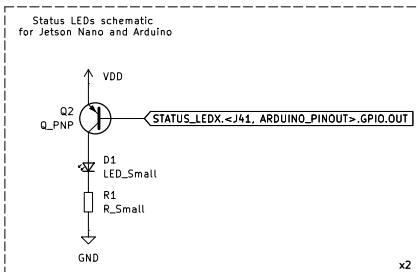 Status LEDs schematic
for Jetson Nano and Arduino
VDD
Q2
Q_PNP
STATUS_LEDX.<J41, ARDUINO_PINOUT>.GPIO.OUT
D1
LED_Small
R1
R_Small
GND
x2